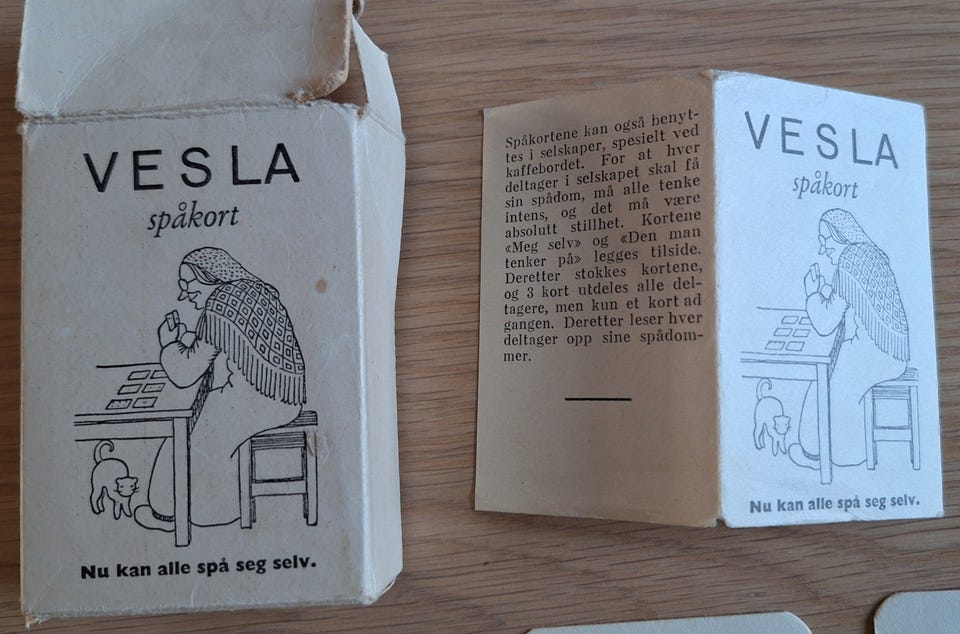 VESLA
spåkort
Nu kan alle spå seg selv.
Spåkortene kan også benyt-
tes i selskaper, spesielt ved
kaffebordet. For at hver
deltager i selskapet skal få
sin spådom, må alle tenke
intens, og det må være
absolutt stillhet. Kortene
«Meg selv» og «Den man
tenker på» legges tilside.
Deretter stokkes kortene,
og 3 kort utdeles alle del-
tagere, men kun et kort ad
gangen. Deretter leser hver
deltager opp sine spådom-
mer.
VESLA
spåkort
Nu kan alle spå seg selv.